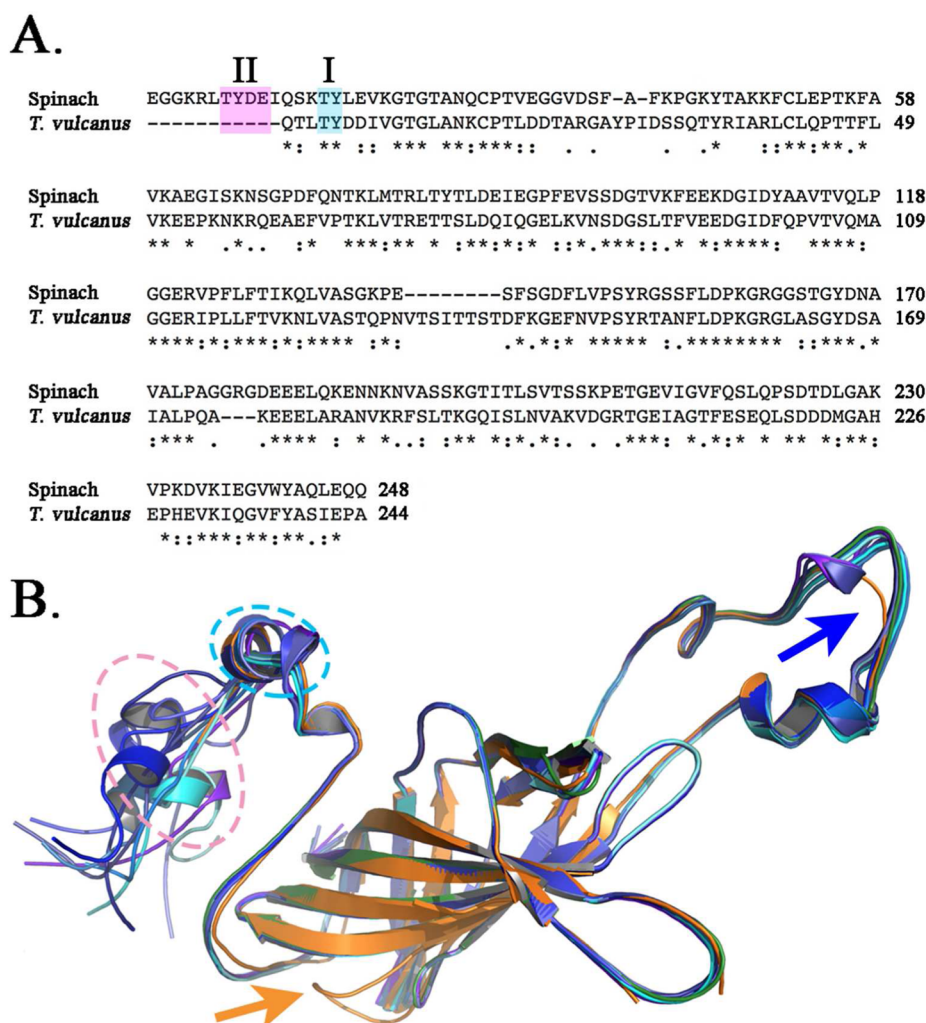 A.
II I
Spinach EGGKRLTYDEIQSKTYLEVKGTGTANQCPTVEGGVDSF-A-FKPGKYTAKKFCLEPTKFA 58
T. vulcanus -----------QTLTYDDIVGTGLANKCPTLDDTARGAYPIDSSQTYRIARLCLQPTTFL 49
*: ** :: *** **:***:: . . . * ::**:**.*
Spinach VKAEGISKNSGPDFQNTKLMTRLTYTLDEIEGPFEVSSDGTVKFEEKDGIDYAAVTVQLP 118
T. vulcanus VKEEPKNKRQEAEFVPTKLVTRETTSLDQIQGELKVNSDGSLTFVEEDGIDFQPVTVQMA 109
** * .*.. :* ***:** * :**:*:* ::*.***::.* *:****: ****:
Spinach GGERVPFLFTIKQLVASGKPE--------SFSGDFLVPSYRGSSFLDPKGRGGSTGYDNA 170
T. vulcanus GGERIPLLFTVKNLVASTQPNVTSITTSTDFKGEFNVPSYRTANFLDPKGRGLASGYDSA 169
****:*:***:*:**** :*: .*.*:* ***** :.******** ::***.*
Spinach VALPAGGRGDEEELQKENNKNVASSKGTITLSVTSSKPETGEVIGVFQSLQPSDTDLGAK 230
T. vulcanus IALPQA---KEEELARANVKRFSLTKGQISLNVAKVDGRTGEIAGTFESEQLSDDDMGAH 226
:*** . .**** : * *..: :** *:*.*:. . .***: *.*:* * ** *:**:
Spinach VPKDVKIEGVWYAQLEQQ 248
T. vulcanus EPHEVKIQGVFYASIEPA 244
*::***:**:**.:*
B.